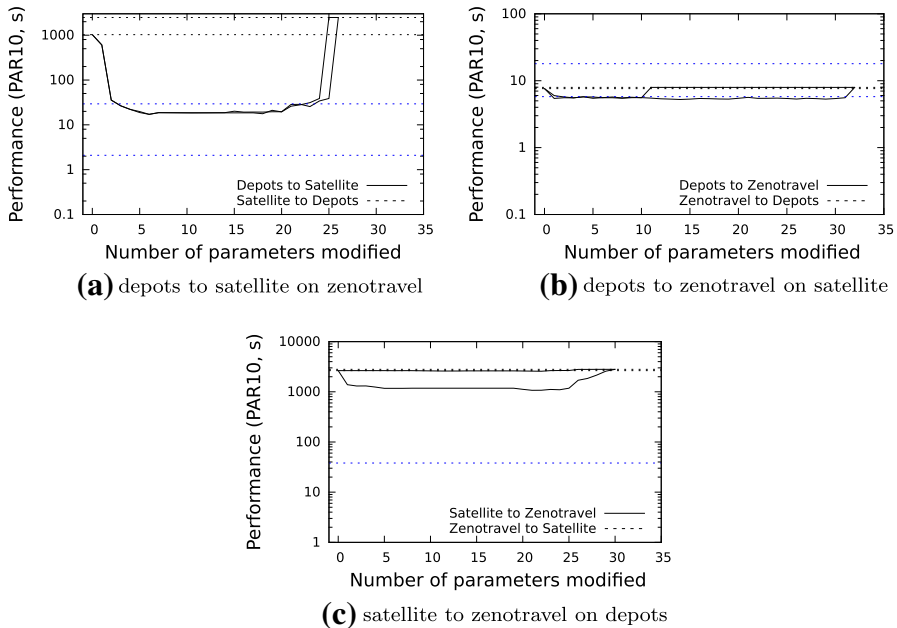 Performance (PAR10, s)
1000
100
10
1
0.1
Depots to Satellite
Satellite to Depots
0 5 10 15 20 25 30 35
Number of parameters modified
(a) depots to satellite on zenotravel
Performance (PAR10, s)
100
10
1
0.1
Depots to Zenotravel
Zenotravel to Depots
0 5 10 15 20 25 30 35
Number of parameters modified
(b) depots to zenotravel on satellite
Performance (PAR10, s)
10000
1000
100
10
1
Satellite to Zenotravel
Zenotravel to Satellite
0 5 10 15 20 25 30 35
Number of parameters modified
(c) satellite to zenotravel on depots